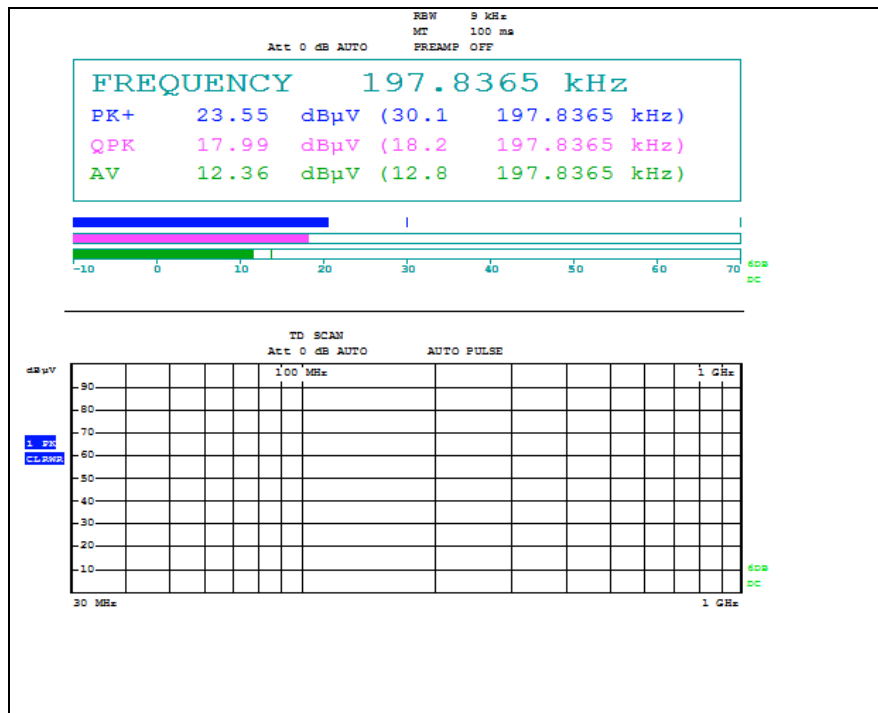 RBW 9 kHz
MT 100 ms
Att 0 dB AUTO PREAMP OFF
FREQUENCY 197.8365 kHz
PK+ 23.55 dBµV (30.1 197.8365 kHz)
QPK 17.99 dBµV (18.2 197.8365 kHz)
AV 12.36 dBµV (12.8 197.8365 kHz)
-10 0 10 20 30 40 50 60 70
6DB
DC
TD SCAN
Att 0 dB AUTO AUTO PULSE
dBµV
100 MHz 1 GHz
90
80
70
1 PK
CLRWR
60
50
40
30
20
10
6DB
DC
30 MHz 1 GHz